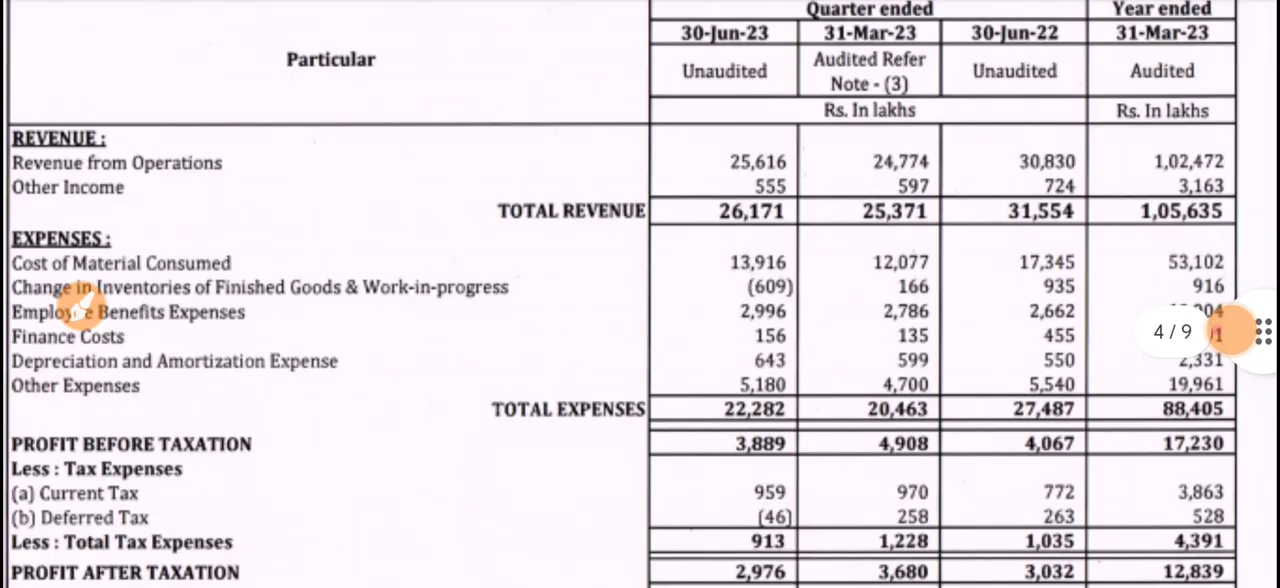 Quarter ended Year ended
30-Jun-23 31-Mar-23 30-Jun-22 31-Mar-23
Particular
Unaudited Audited Refer Note - (3) Unaudited Audited
Rs. In lakhs Rs. In lakhs
REVENUE :
Revenue from Operations 25,616 24,774 30,830 1,02,472
Other Income 555 597 724 3,163
TOTAL REVENUE 26,171 25,371 31,554 1,05,635
EXPENSES :
Cost of Material Consumed 13,916 12,077 17,345 53,102
Change in Inventories of Finished Goods & Work-in-progress (609) 166 935 916
Benefits Expenses 2,996 2,786 2,662
Finance Costs 156 135 455
4 / 9
Depreciation and Amortization Expense 643 599 550 2,331
Other Expenses 5,180 4,700 5,540 19,961
TOTAL EXPENSES 22,282 20,463 27,487 88,405
PROFIT BEFORE TAXATION 3,889 4,908 4,067 17,230
Less : Tax Expenses
(a) Current Tax 959 970 772 3,863
(b) Deferred Tax (46) 258 263 528
Less : Total Tax Expenses 913 1,228 1,035 4,391
PROFIT AFTER TAXATION 2,976 3,680 3,032 12,839